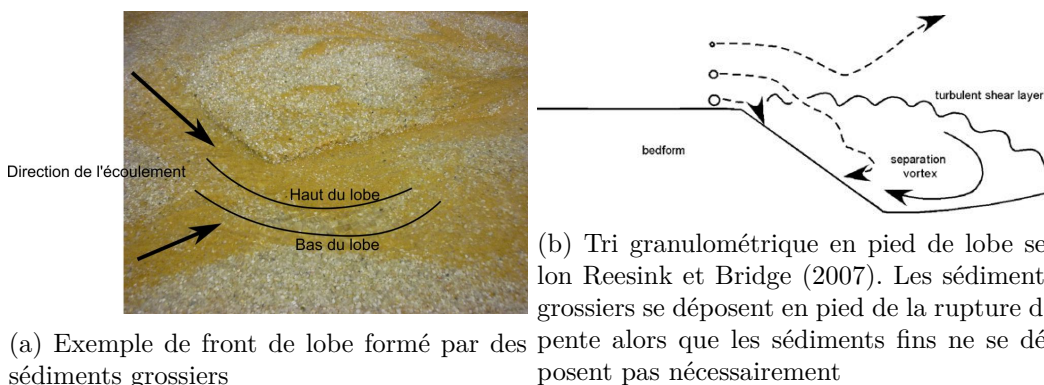 Direction de l'écoulement
Haut du lobe
Bas du lobe
(a) Exemple de front de lobe formé par des
sédiments grossiers
turbulent shear layer
bedform
separation
vortex
(b) Tri granulométrique en pied de lobe se
lon Reesink et Bridge (2007). Les sédiment
grossiers se déposent en pied de la rupture d
pente alors que les sédiments fins ne se dé
posent pas nécessairement